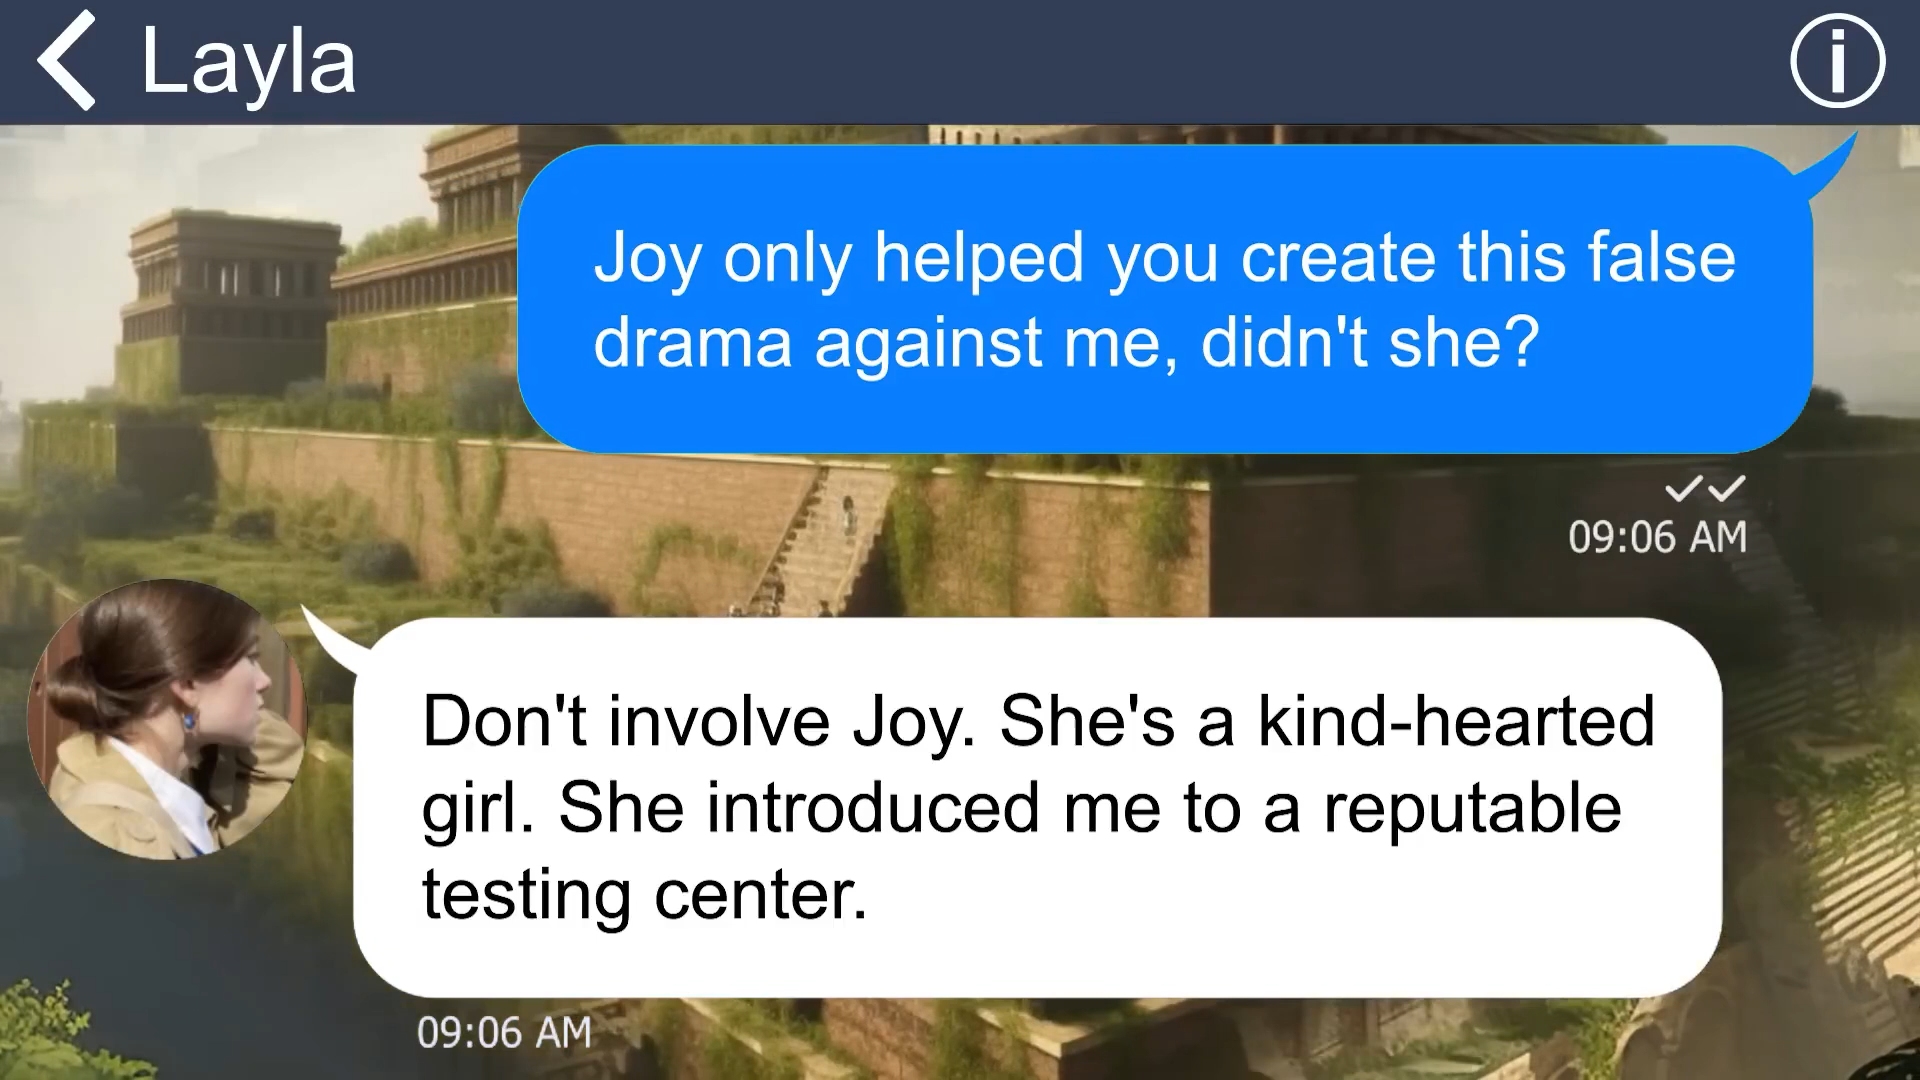 Layla
Joy only helped you create this false
drama against me, didn't she?
09:06 AM
Don't involve Joy. She's a kind-hearted
girl. She introduced me to a reputable
testing center.
09:06 AM